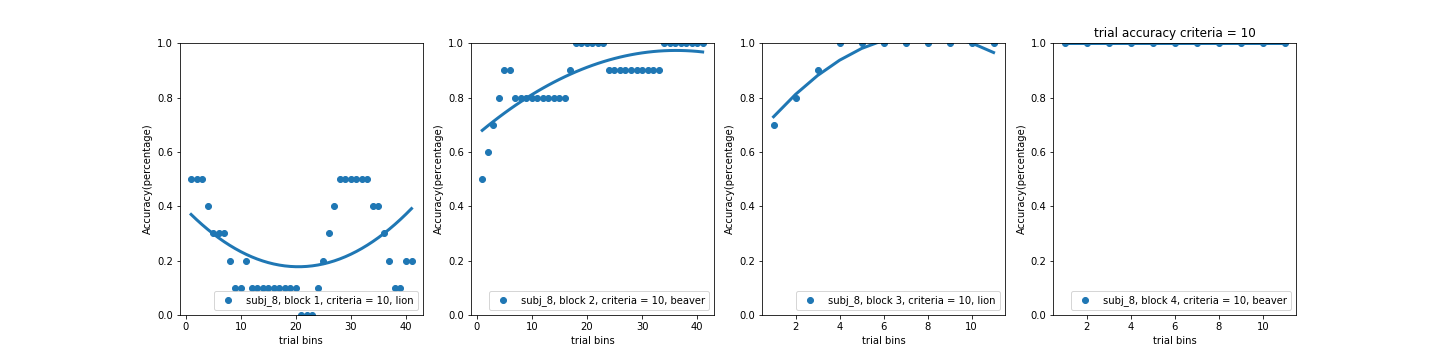 trial accuracy criteria = 10
1.0
0.8
0.6
0.4
0.2
0.0
Accuracy(percentage)
0 10 20 30 40
trial bins
subj_8, block 1, criteria = 10, lion
1.0
0.8
0.6
0.4
0.2
0.0
Accuracy(percentage)
0 10 20 30 40
trial bins
subj_8, block 2, criteria = 10, beaver
1.0
0.8
0.6
0.4
0.2
0.0
Accuracy(percentage)
2 4 6 8 10
trial bins
subj_8, block 3, criteria = 10, lion
1.0
0.8
0.6
0.4
0.2
0.0
Accuracy(percentage)
2 4 6 8 10
trial bins
subj_8, block 4, criteria = 10, beaver